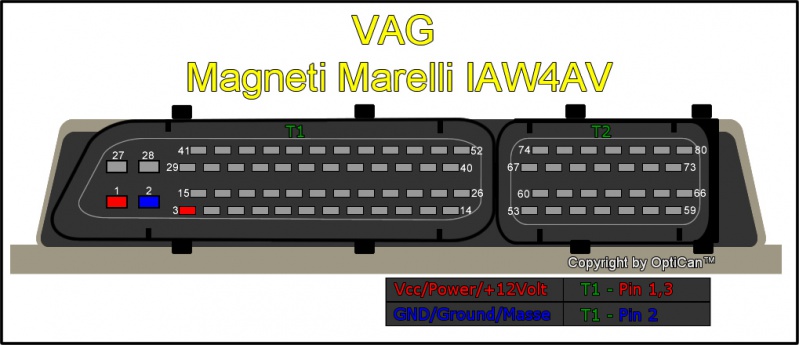 VAG
Magneti Marelli IAW4AV
T1 T2
41 52 74 80
27 28
29 40 67 73
1 2 15 26 60 66
3 14 53 59
Copyright by OptiCan™
Vcc/Power/+12Volt T1 - Pin 1,3
GND/Ground/Masse T1 - Pin 2